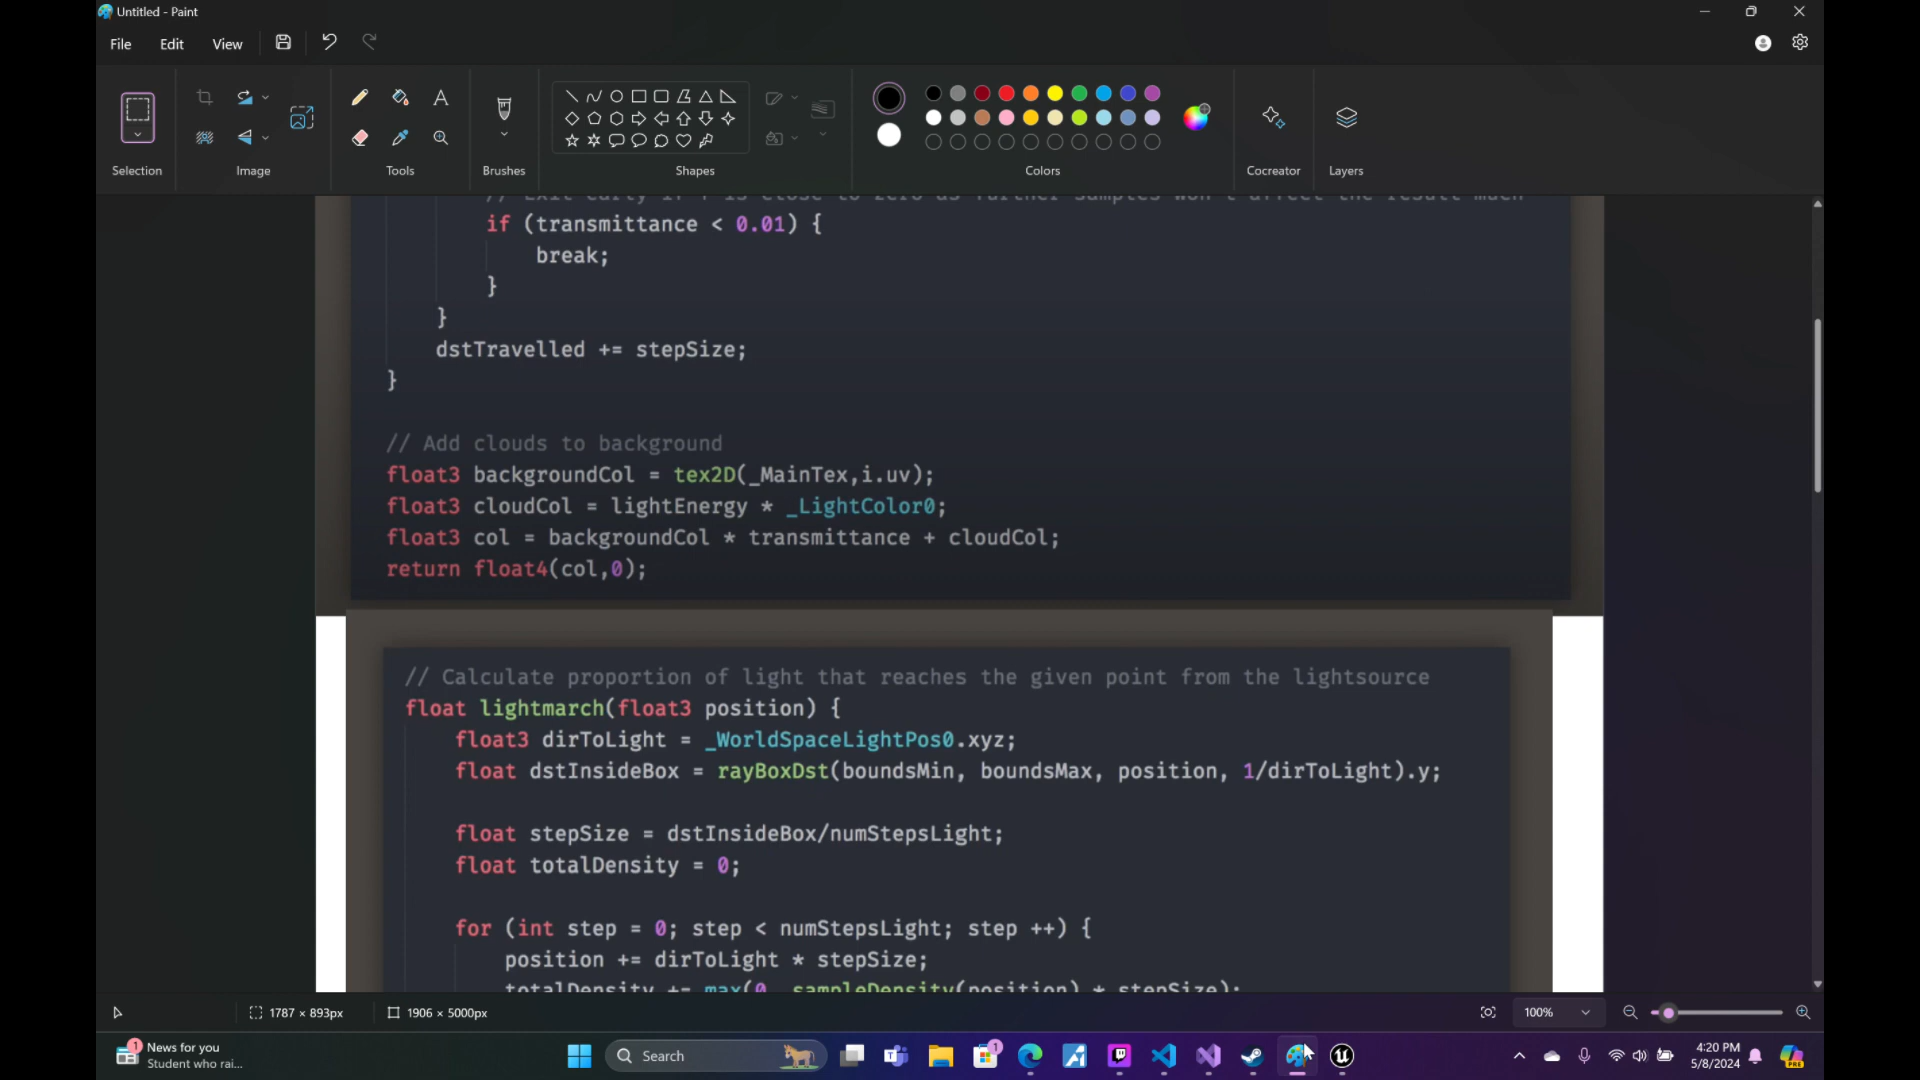 Untitled - Paint
File Edit View
Selection Image Tools Brushes Shapes Colors Cocreator Layers
// Exit early if T is close to zero as further samples won't affect the result much
if (transmittance < 0.01) {
break;
}
}
dstTravelled += stepSize;
}
// Add clouds to background
float3 backgroundCol = tex2D(_MainTex,i.uv);
float3 cloudCol = lightEnergy * _LightColor0;
float3 col = backgroundCol * transmittance + cloudCol;
return float4(col,0);
// Calculate proportion of light that reaches the given point from the lightsource
float lightmarch(float3 position) {
float3 dirToLight = _WorldSpaceLightPos0.xyz;
float dstInsideBox = rayBoxDst(boundsMin, boundsMax, position, 1/dirToLight).y;
float stepSize = dstInsideBox/numStepsLight;
float totalDensity = 0;
for (int step = 0; step < numStepsLight; step ++) {
position += dirToLight * stepSize;
totalDensity += max(0, sampleDensity(position) * stepSize);
1787 × 893px 1906 × 5000px 100%
1 News for you
Student who rai...
Search
1
PRE
4:20 PM
5/8/2024